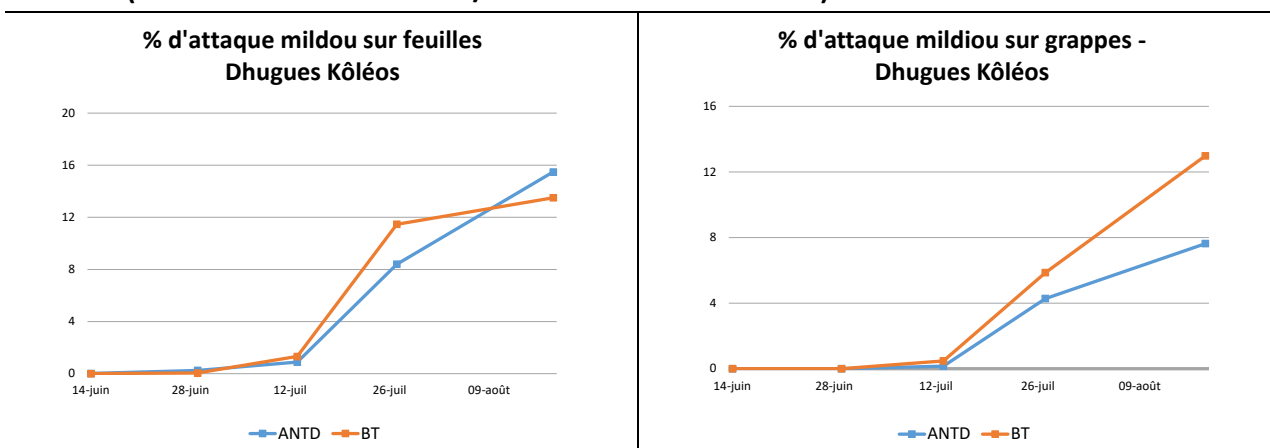 % d'attaque mildou sur feuilles
Dhugues Kôléos
20
16
12
8
4
0
14-juin 28-juin 12-juil 26-juil 09-août
ANTD BT
% d'attaque mildiou sur grappes -
Dhugues Kôléos
16
12
8
4
0
14-juin 28-juin 12-juil 26-juil 09-août
ANTD BT